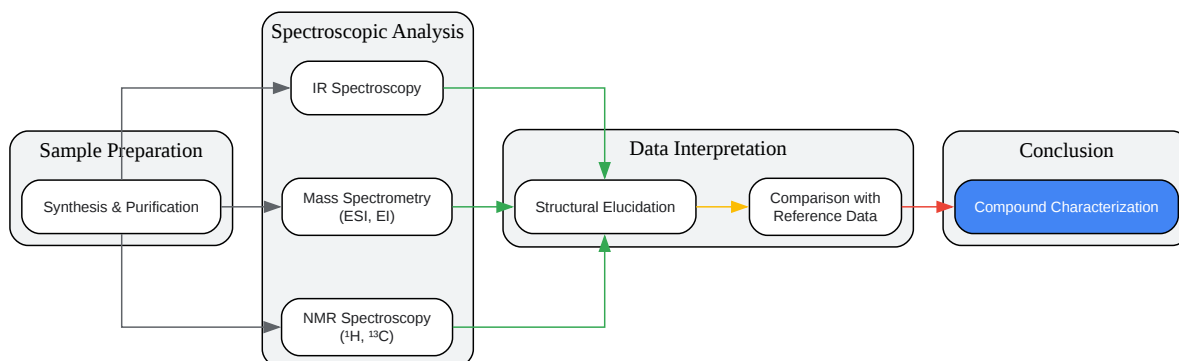 Spectroscopic Analysis
IR Spectroscopy
Sample Preparation
Synthesis & Purification
Mass Spectrometry
(ESI, EI)
NMR Spectroscopy
(¹H, ¹³C)
Data Interpretation
Structural Elucidation
Comparison with
Reference Data
Conclusion
Compound Characterization